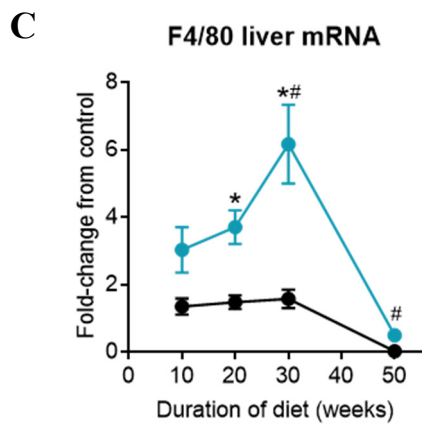 C
F4/80 liver mRNA
Fold-change from control
8
6
4
2
0
*#
*
#
0 10 20 30 40 50
Duration of diet (weeks)